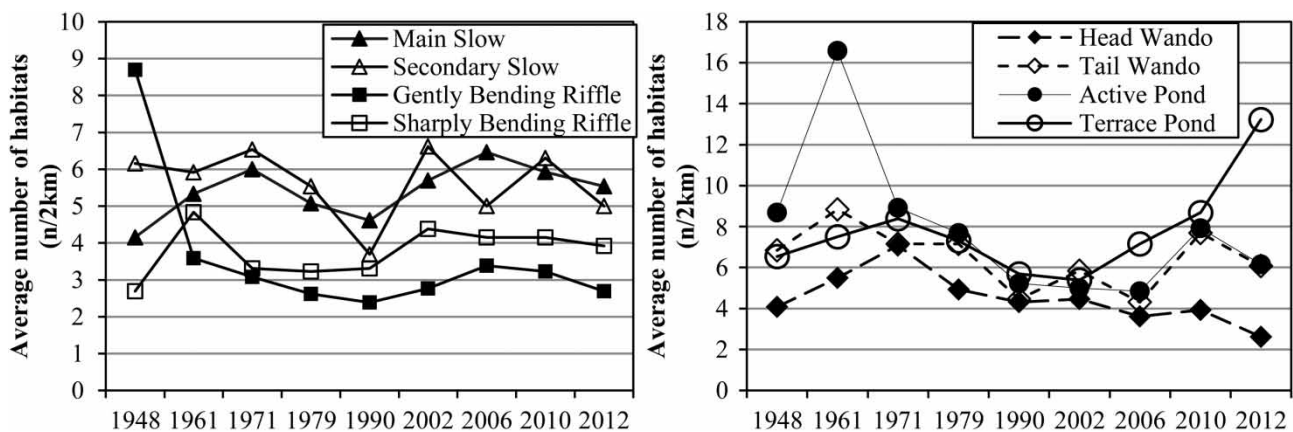 Average number of habitats
(n/2km)
10
9
8
7
6
5
4
3
2
1
0
Main Slow
Secondary Slow
Gently Bending Riffle
Sharply Bending Riffle
1948 1961 1971 1979 1990 2002 2006 2010 2012
Average number of habitats
(n/2km)
18
16
14
12
10
8
6
4
2
0
Head Wando
Tail Wando
Active Pond
Terrace Pond
1948 1961 1971 1979 1990 2002 2006 2010 2012